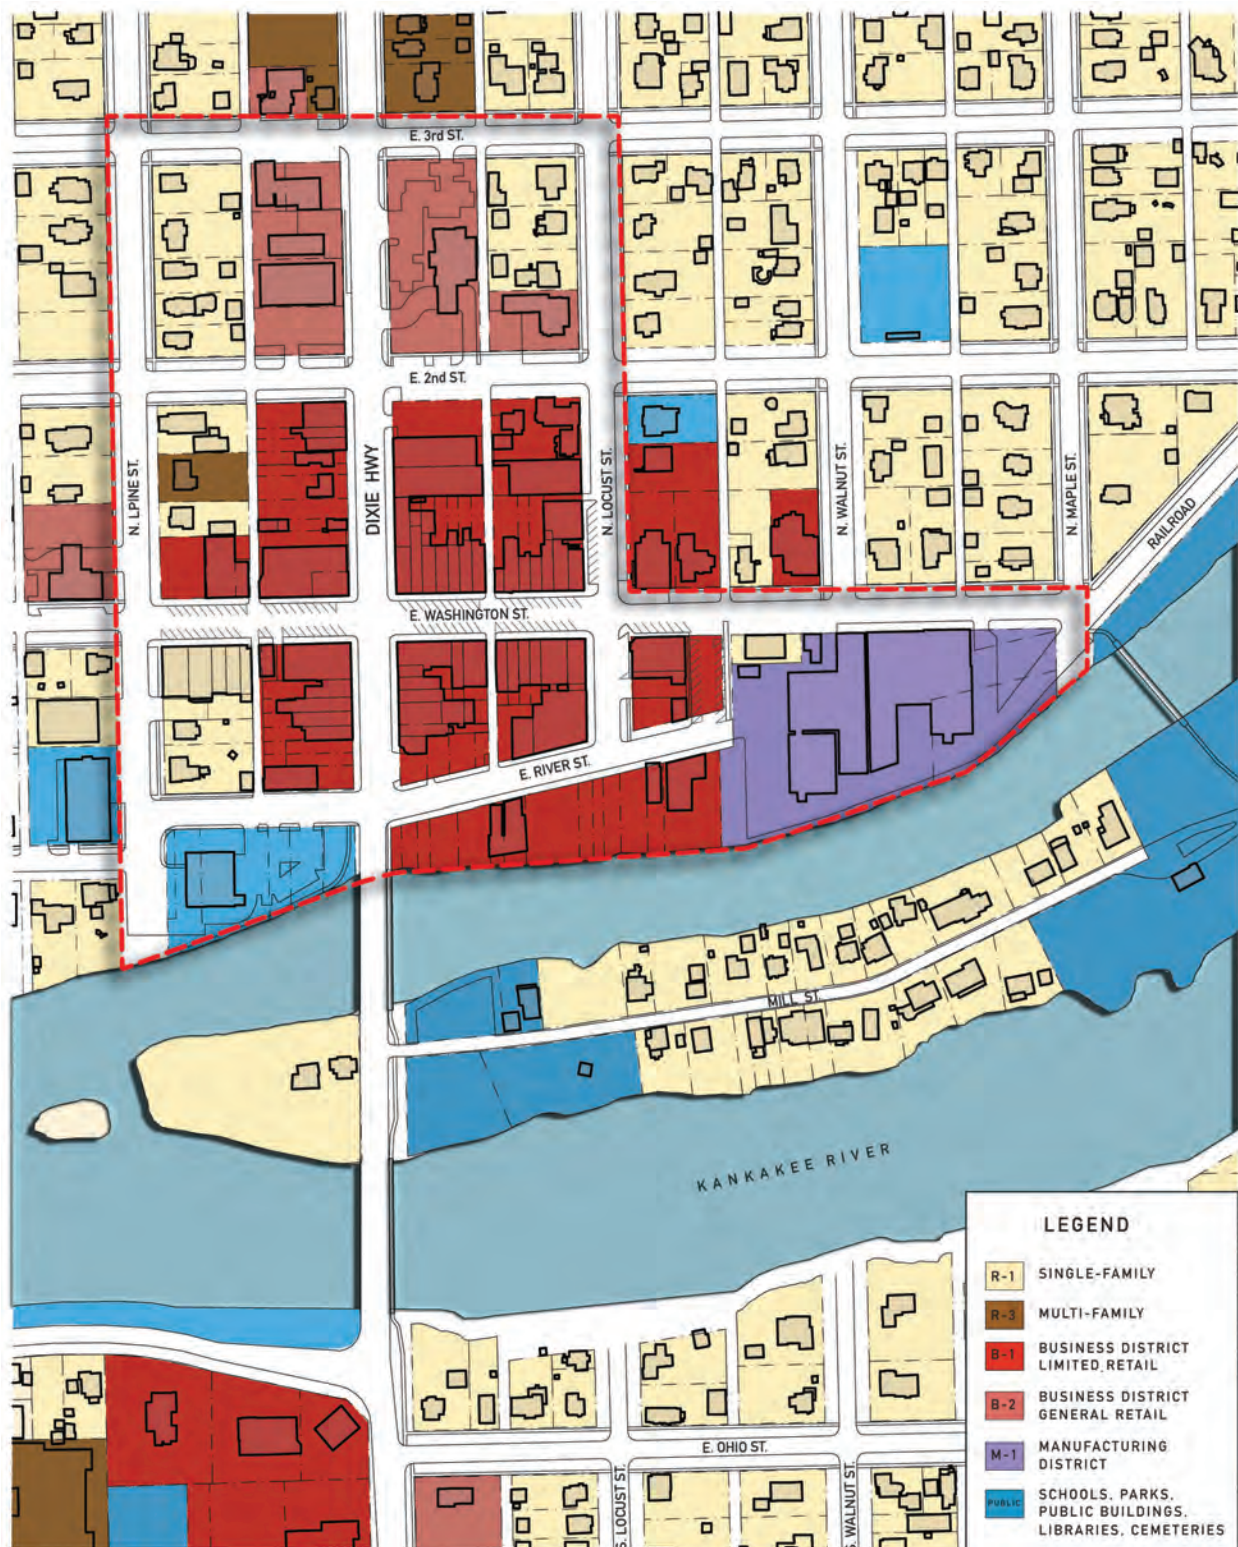 E. 3rd ST.
E. 2nd ST.
N. LPINE ST.
DIXIE HWY
N. LOCUST ST.
N. WALNUT ST.
N. MAPLE ST.
RAILROAD
E. WASHINGTON ST.
E. RIVER ST.
MILL ST.
KANKAKEE RIVER
E. OHIO ST.
S. LOCUST ST.
S. WALNUT ST.
LEGEND
R-1 SINGLE-FAMILY
R-3 MULTI-FAMILY
B-1 BUSINESS DISTRICT
LIMITED RETAIL
B-2 BUSINESS DISTRICT
GENERAL RETAIL
M-1 MANUFACTURING
DISTRICT
PUBLIC SCHOOLS, PARKS,
PUBLIC BUILDINGS,
LIBRARIES, CEMETERIES